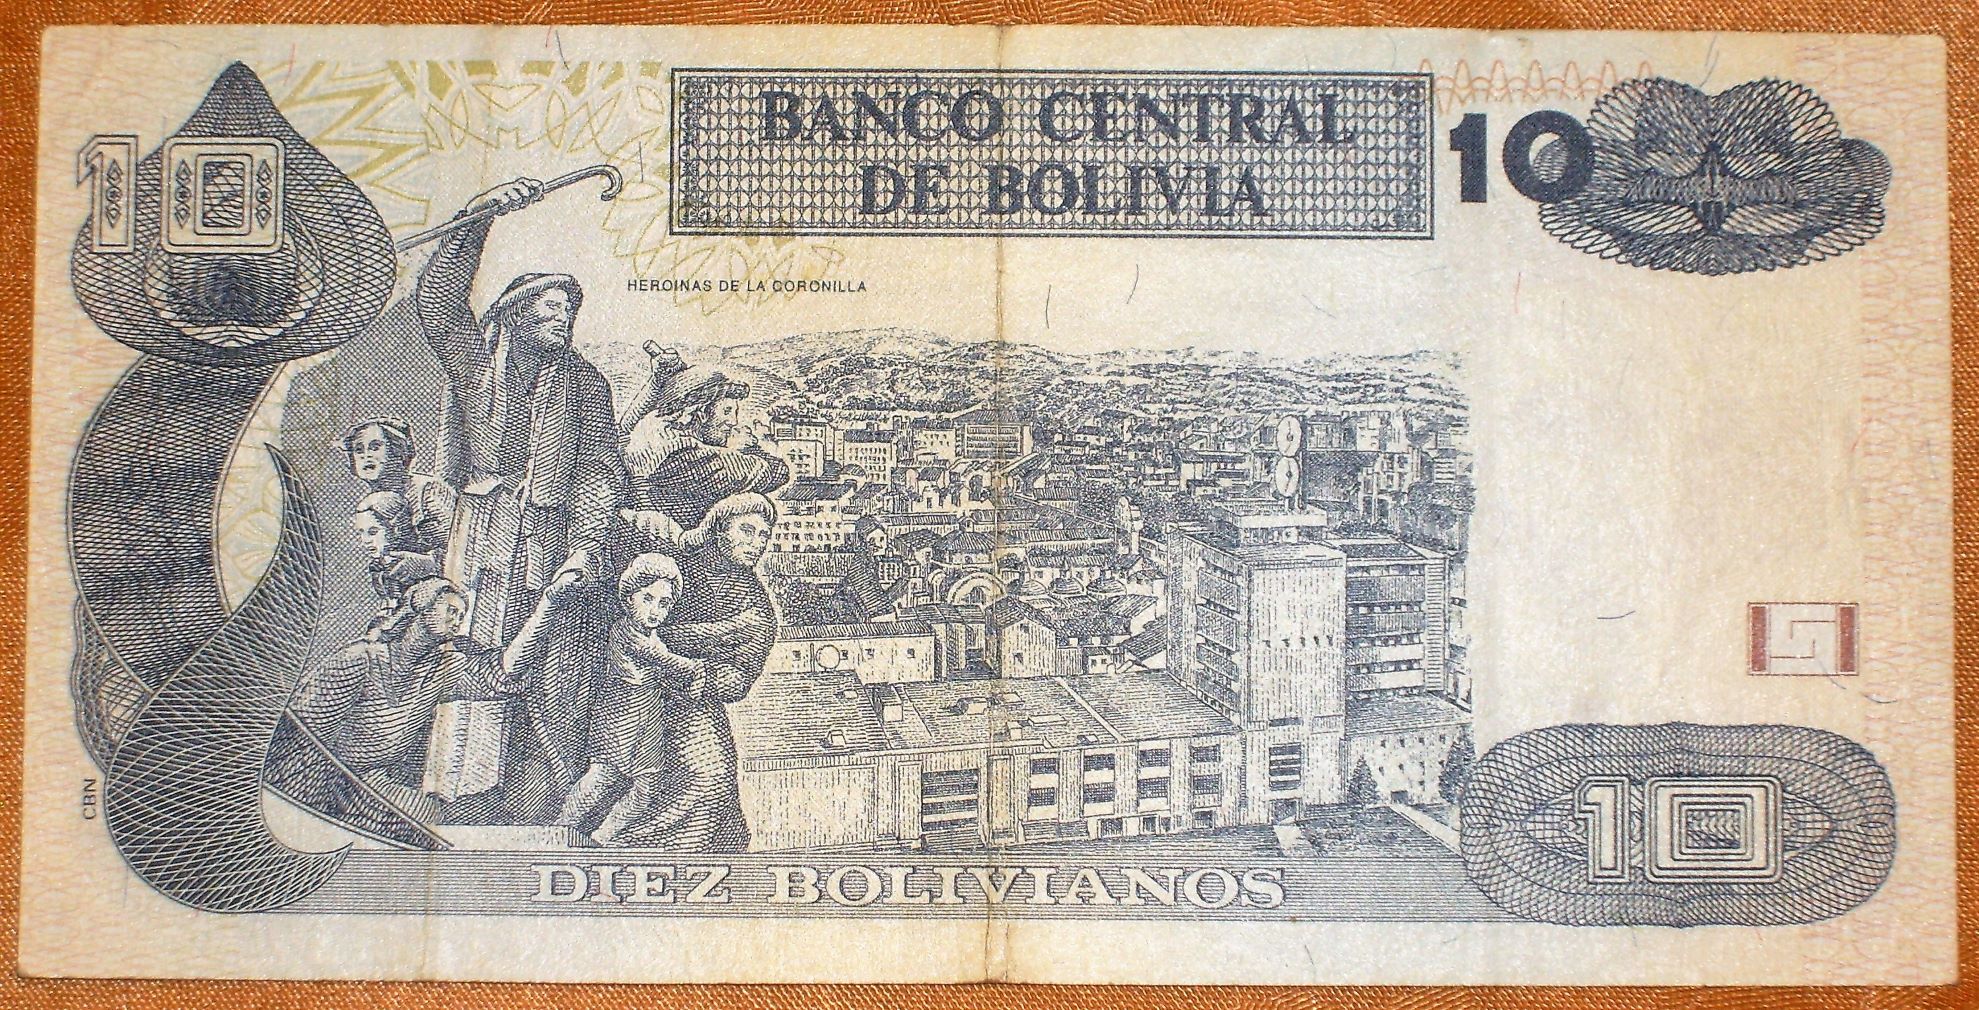 10
BANCO CENTRAL
DE BOLIVIA
10
HEROINAS DE LA CORONILLA
CBN
DIEZ BOLIVIANOS
10